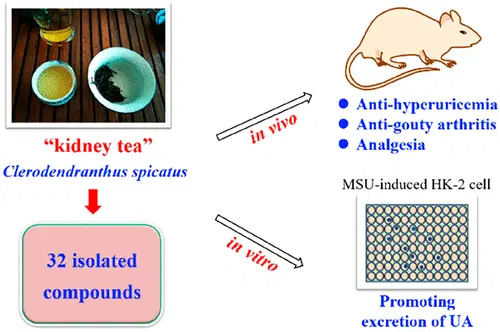 “kidney tea”
Clerodendranthus spicatus
32 isolated
compounds
in vivo
in vitro
Anti-hyperuricemia
Anti-gouty arthritis
Analgesia
MSU-induced HK-2 cell
Promoting
excretion of UA